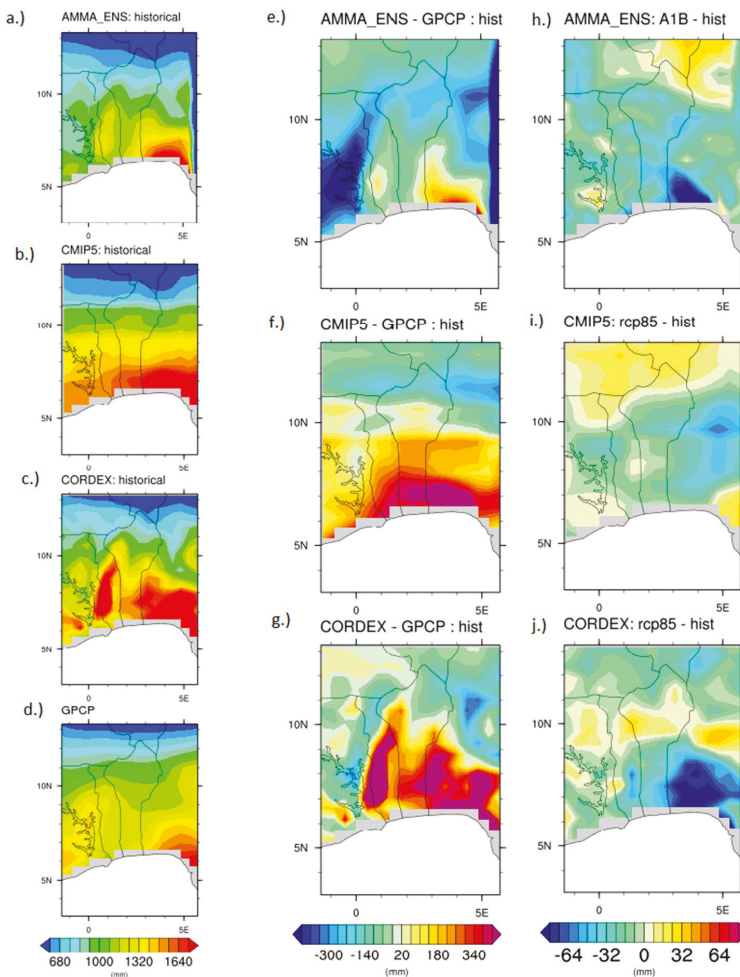 a.)
AMMA_ENS: historical
10N
5N
0
5E
b.)
CMIP5: historical
10N
5N
0
5E
c.)
CORDEX: historical
10N
5N
0
5E
d.)
GPCP
10N
5N
0
5E
680 1000 1320 1640
(mm)
e.)
AMMA_ENS - GPCP : hist
10N
5N
0
5E
f.)
CMIP5 - GPCP : hist
10N
5N
0
5E
g.)
CORDEX - GPCP : hist
10N
5N
0
5E
-300 -140 20 180 340
(mm)
h.)
AMMA_ENS: A1B - hist
10N
5N
0
5E
i.)
CMIP5: rcp85 - hist
10N
5N
0
5E
j.)
CORDEX: rcp85 - hist
10N
5N
0
5E
-64 -32 0 32 64
(mm)